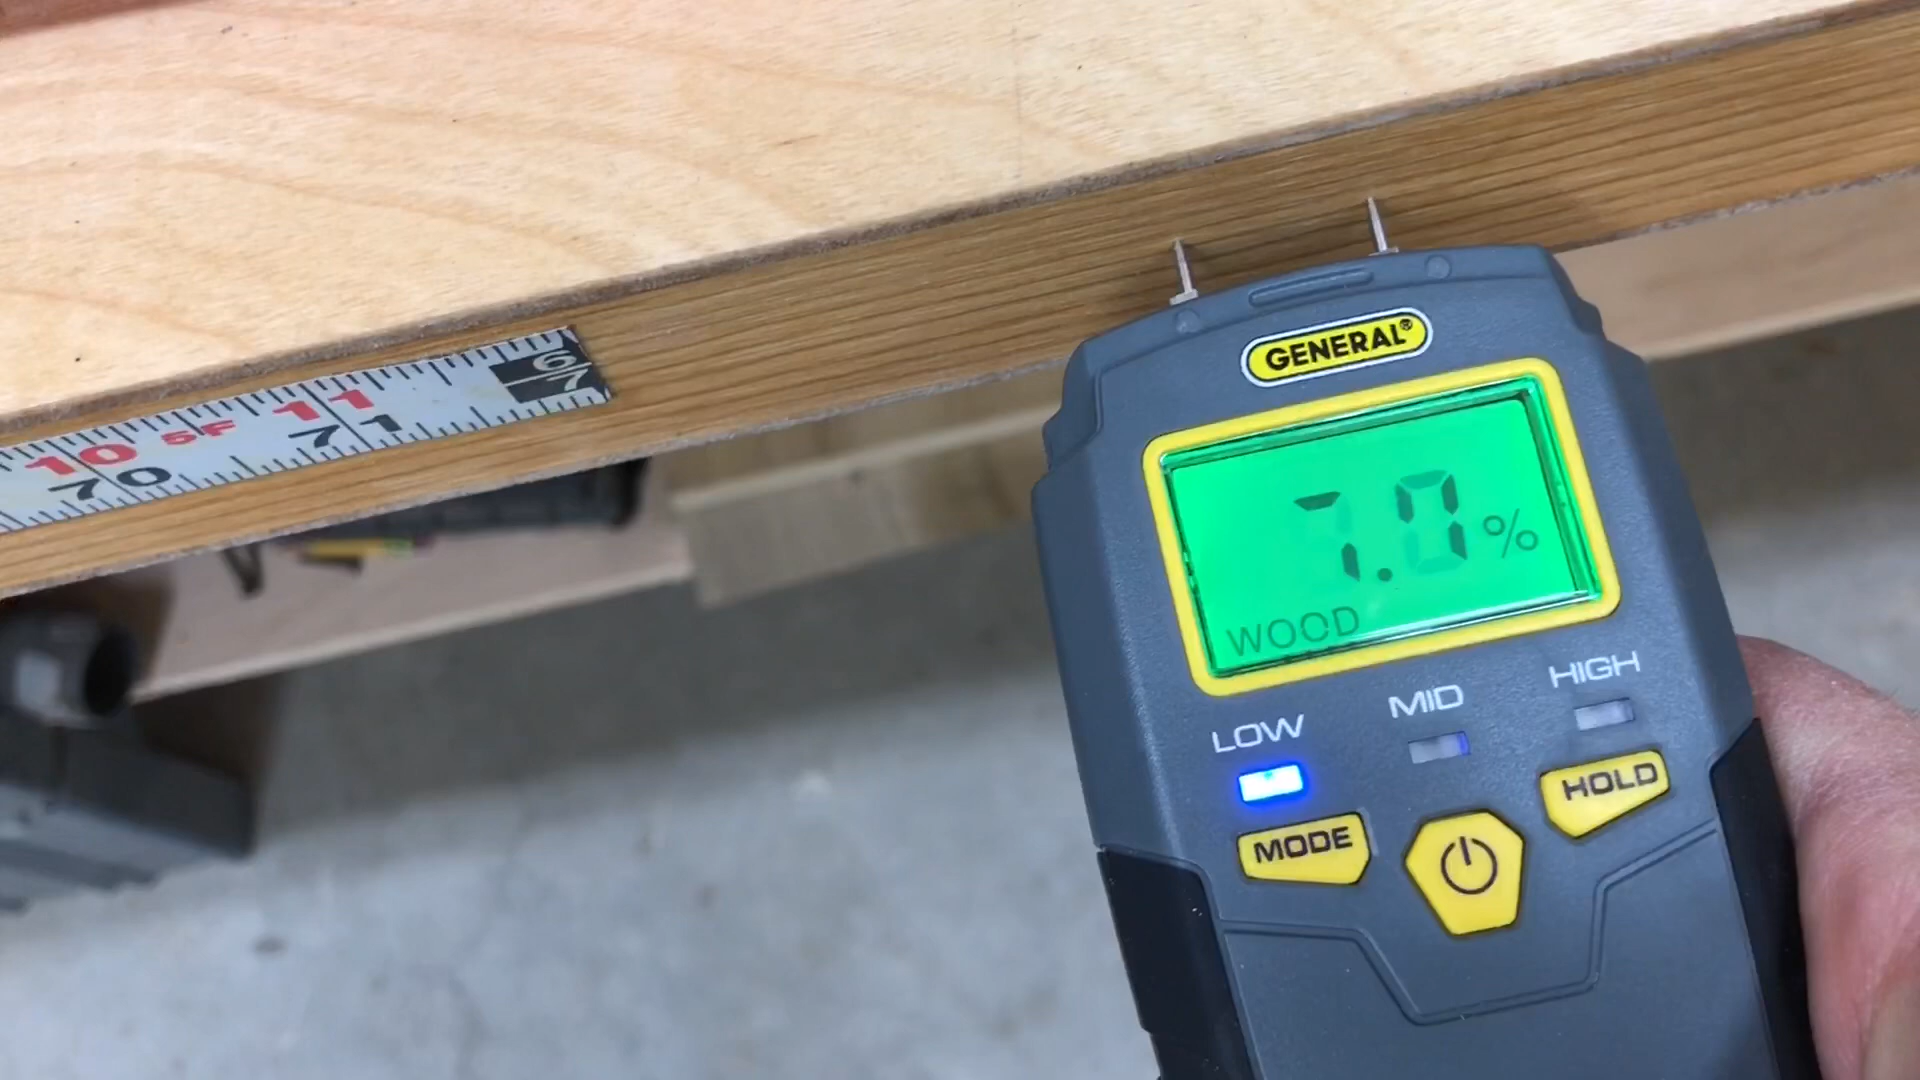 10 5F 11
70 71
6/7
GENERAL®
7.0 %
WOOD
LOW MID HIGH
MODE HOLD